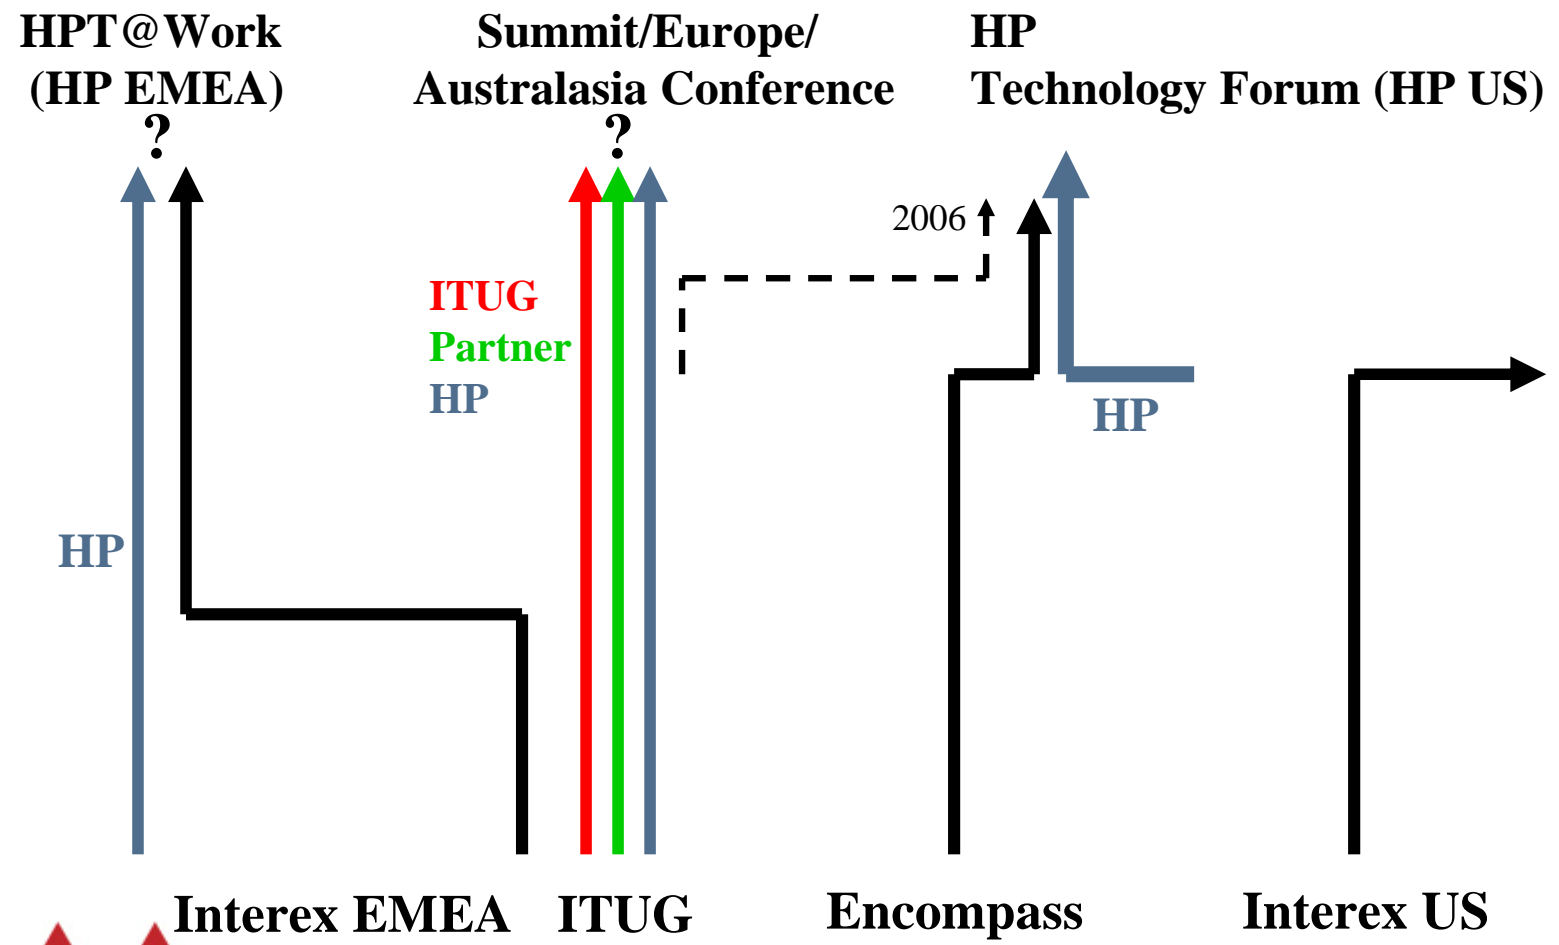 HPT@Work
(HP EMEA)
?
Summit/Europe/
Australasia Conference
?
HP
Technology Forum (HP US)
2006
ITUG
Partner
HP
HP
HP
Interex EMEA
ITUG
Encompass
Interex US